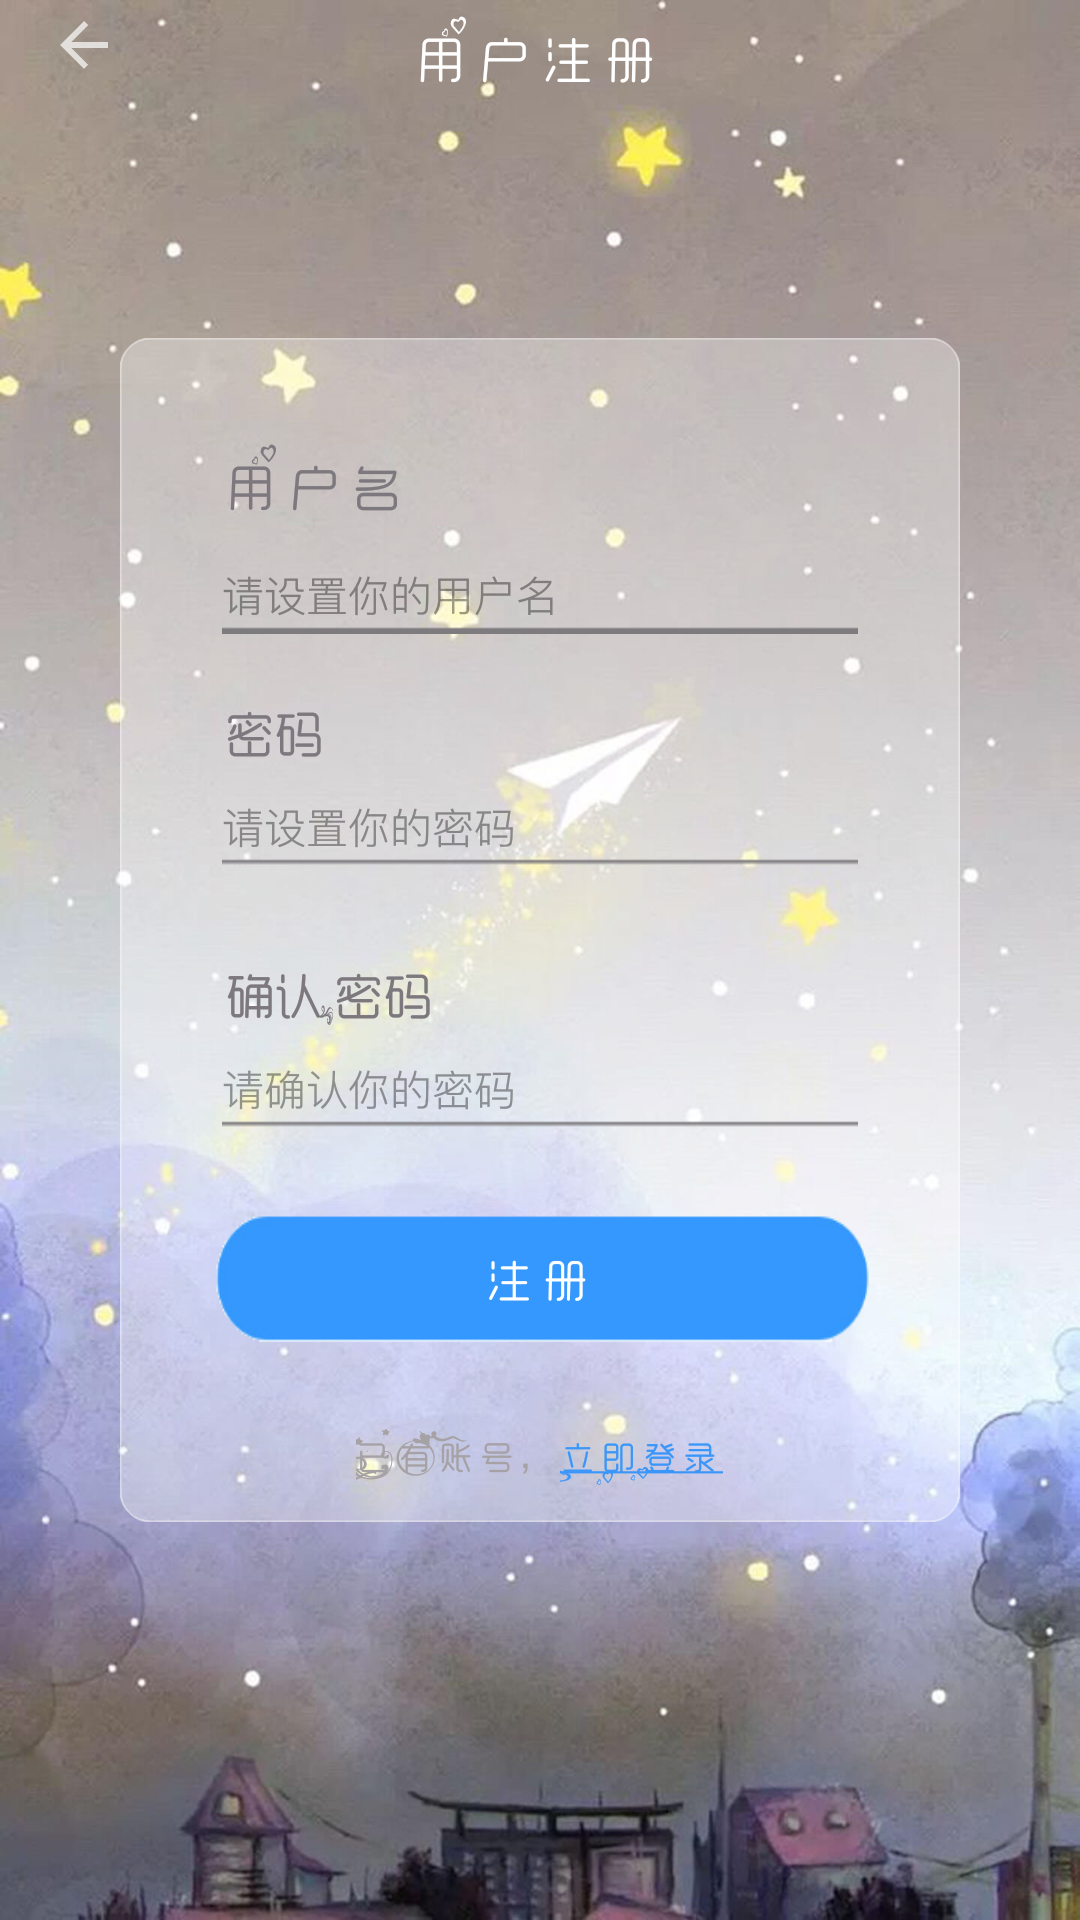 用户注册
用户名
请设置你的用户名
密码
请设置你的密码
确认密码
请确认你的密码
注册
已有账号，立即登录